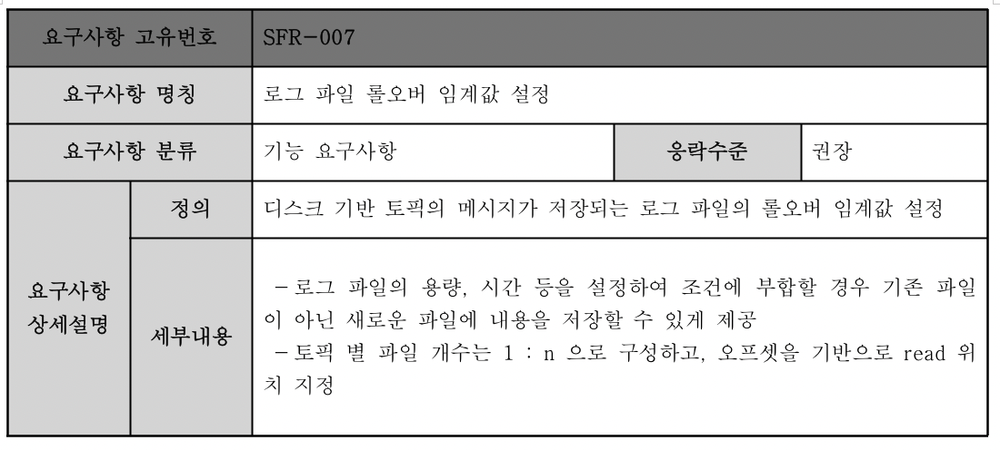 요구사항 고유번호 SFR-007
요구사항 명칭 로그 파일 롤오버 임계값 설정
요구사항 분류 기능 요구사항 응락수준 권장
요구사항 상세설명 정의 디스크 기반 토픽의 메시지가 저장되는 로그 파일의 롤오버 임계값 설정
세부내용
- 로그 파일의 용량, 시간 등을 설정하여 조건에 부합할 경우 기존 파일
이 아닌 새로운 파일에 내용을 저장할 수 있게 제공
- 토픽 별 파일 개수는 1 : n 으로 구성하고, 오프셋을 기반으로 read 위
치 지정